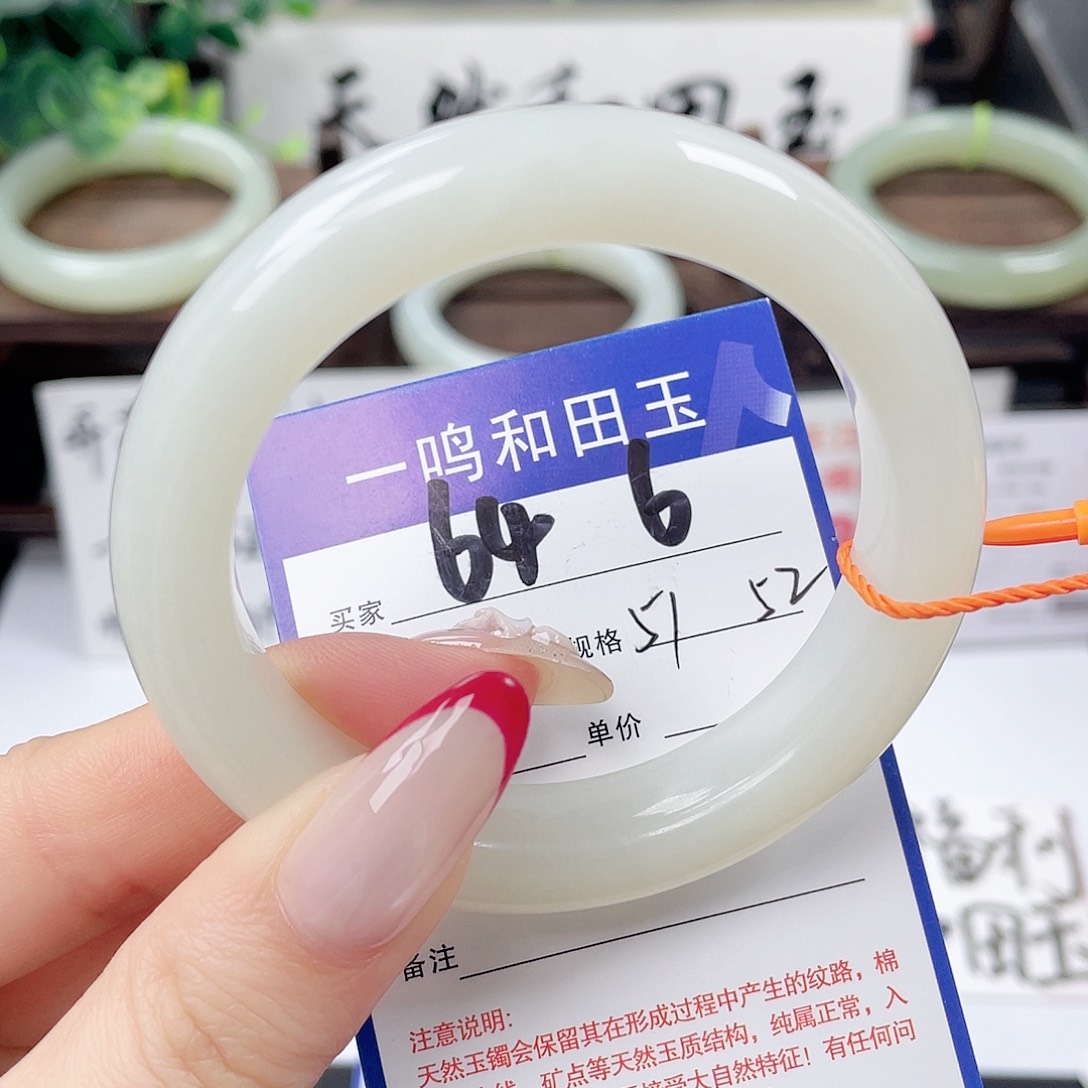 天然和田玉
一鸣和田玉
64 6
买家
规格 51 52
单价
备注
注意说明:
天然玉镯会保留其在形成过程中产生的纹路，棉
线、矿点等天然玉质结构，纯属正常，入
接受大自然特征！有任何问
福利
田玉